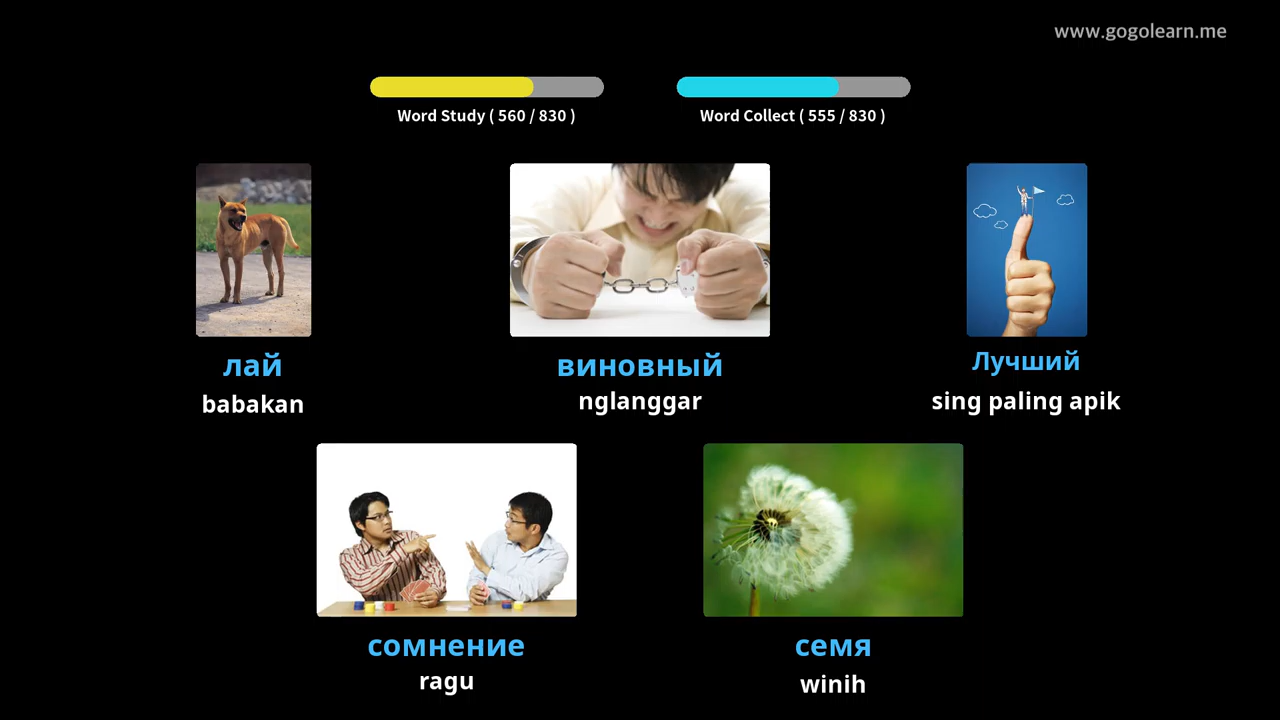 www.gogolearn.me
Word Study ( 560 / 830 )
Word Collect ( 555 / 830 )
лай
babakan
виновный
nglanggar
Лучший
sing paling apik
сомнение
ragu
семя
winih